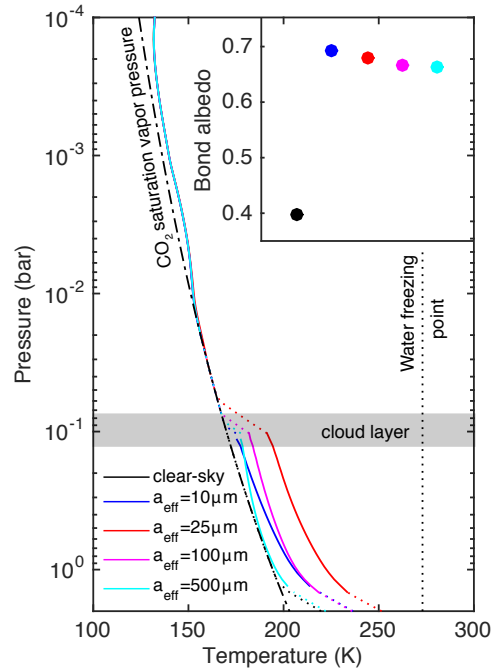 10⁻⁴
10⁻³
10⁻²
10⁻¹
10⁰
Pressure (bar)
CO₂ saturation vapor pressure
0.7
0.6
0.5
0.4
Bond albedo
Water freezing
point
cloud layer
clear-sky
a_eff=10μm
a_eff=25μm
a_eff=100μm
a_eff=500μm
100 150 200 250 300
Temperature (K)